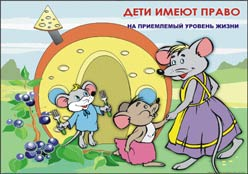 ДЕТИ ИМЕЮТ ПРАВО
НА ПРИЕМЛЕМЫЙ УРОВЕНЬ ЖИЗНИ